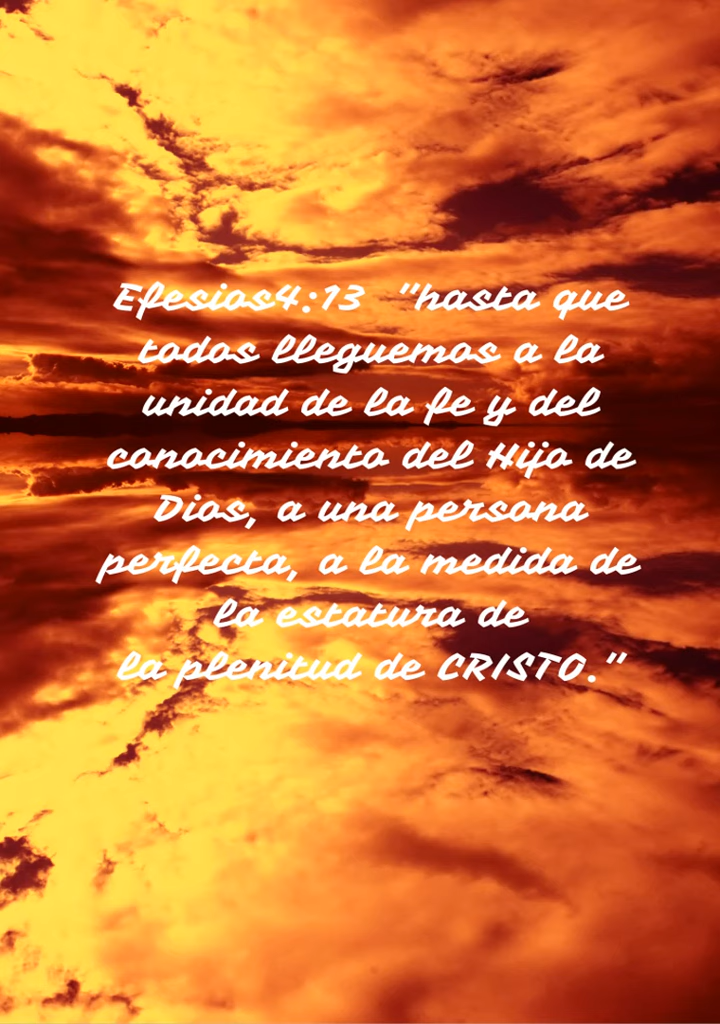 Efesios4:13 "hasta que
todos lleguemos a la
unidad de la fe y del
conocimiento del Hijo de
Dios, a una persona
perfecta, a la medida de
la estatura de
la plenitud de CRISTO."